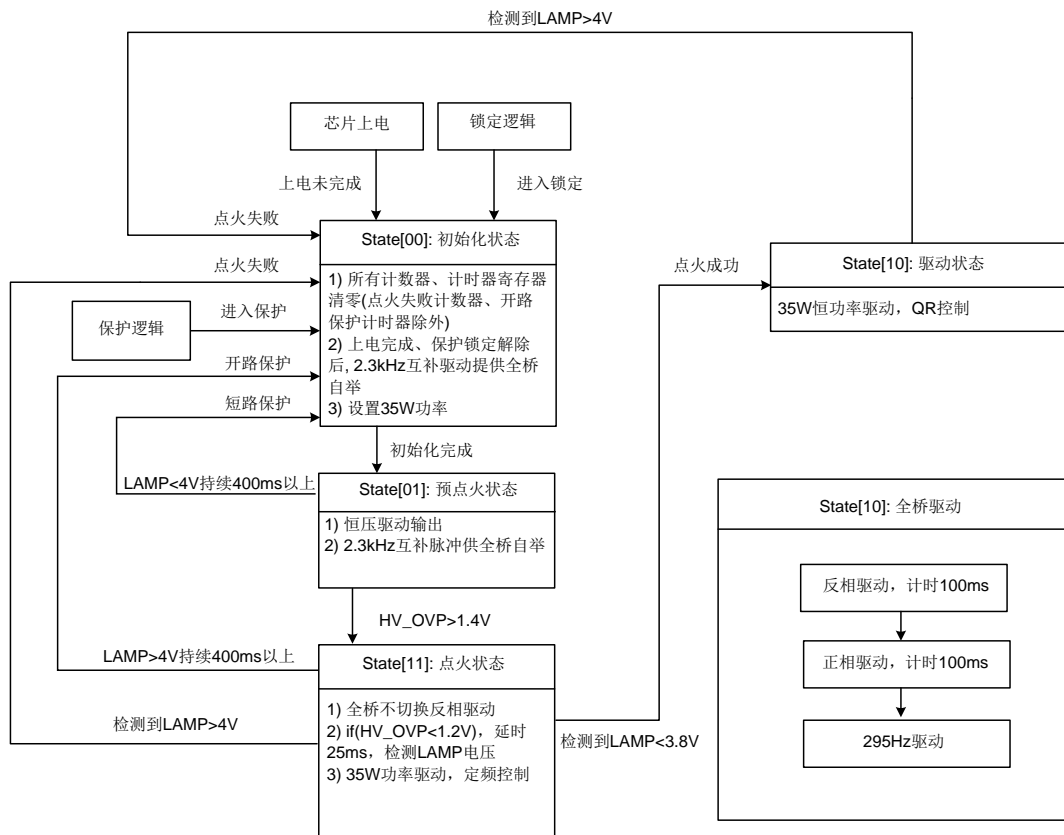 检测到LAMP>4V
芯片上电
锁定逻辑
上电未完成
进入锁定
点火失败
State[00]: 初始化状态
点火失败
1) 所有计数器、计时器寄存器
清零(点火失败计数器、开路
保护计时器除外)
2) 上电完成、保护锁定解除
后, 2.3kHz互补驱动提供全桥
自举
3) 设置35W功率
保护逻辑
进入保护
开路保护
短路保护
点火成功
State[10]: 驱动状态
35W恒功率驱动，QR控制
初始化完成
LAMP<4V持续400ms以上
State[01]: 预点火状态
1) 恒压驱动输出
2) 2.3kHz互补脉冲供全桥自举
HV_OVP>1.4V
LAMP>4V持续400ms以上
State[11]: 点火状态
1) 全桥不切换反相驱动
2) if(HV_OVP<1.2V)，延时
25ms，检测LAMP电压
3) 35W功率驱动，定频控制
检测到LAMP>4V
检测到LAMP<3.8V
State[10]: 全桥驱动
反相驱动，计时100ms
正相驱动，计时100ms
295Hz驱动